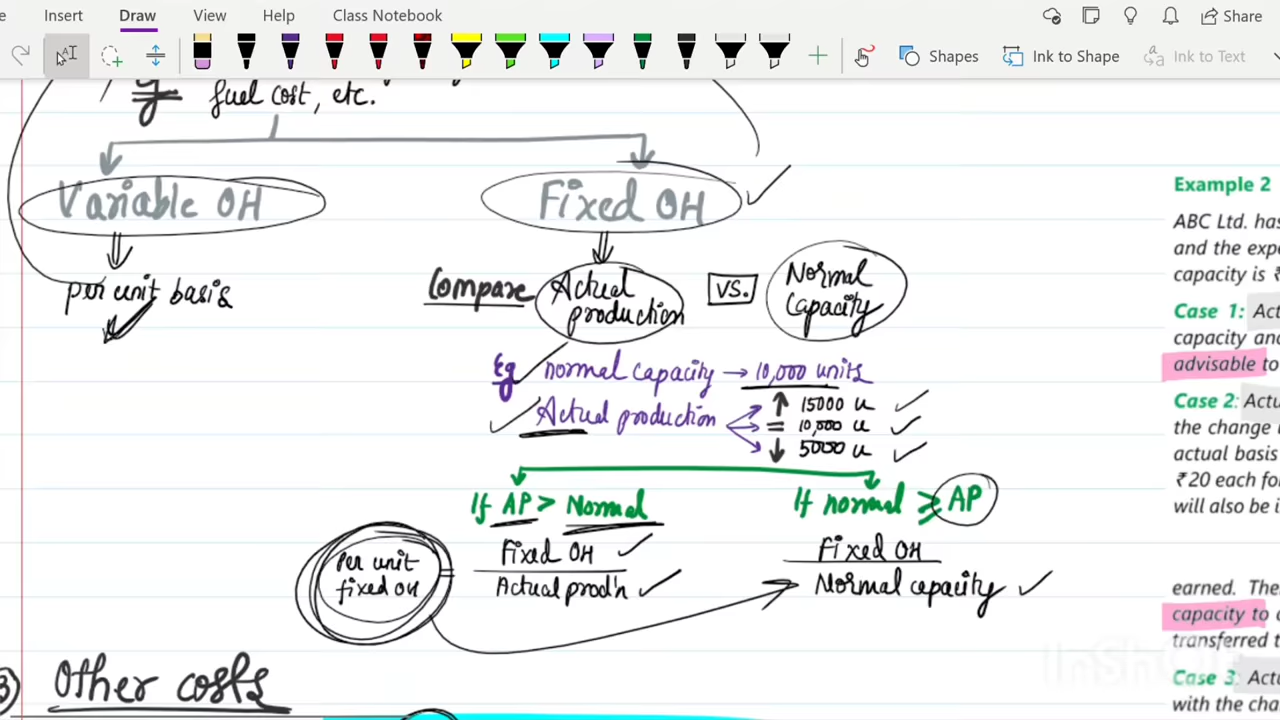 Insert Draw View Help Class Notebook Share
Shapes Ink to Shape Ink to Text
Eg fuel cost, etc.
Variable OH Fixed OH
per unit basis
Compare Actual production VS. Normal Capacity
Eg normal capacity → 10,000 units
Actual production
↑ 15000 u
= 10,000 u
↓ 5000 u
If AP > Normal
If normal ≥ AP
Per unit fixed OH =
Fixed OH
Actual prod'n
Fixed OH
Normal capacity
Other costs
Example 2
ABC Ltd. has
and the exp
capacity is ₹
Case 1: Act
capacity and
advisable to
Case 2: Actu
the change i
actual basis
₹20 each fo
will also be i
earned. The
capacity to
transferred t
Case 3: Actu
with the cha